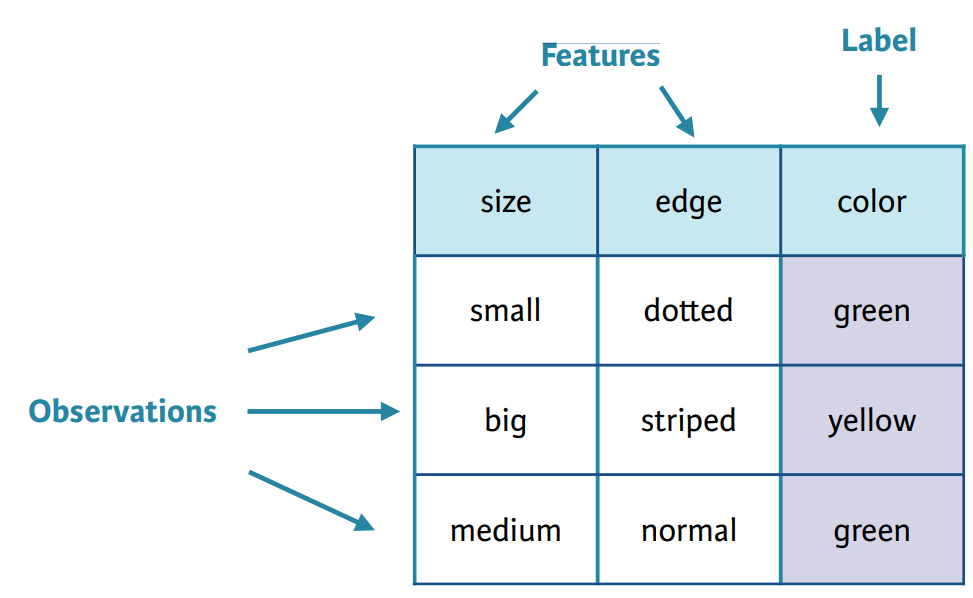 Features
Label
size edge color
small dotted green
Observations
big striped yellow
medium normal green